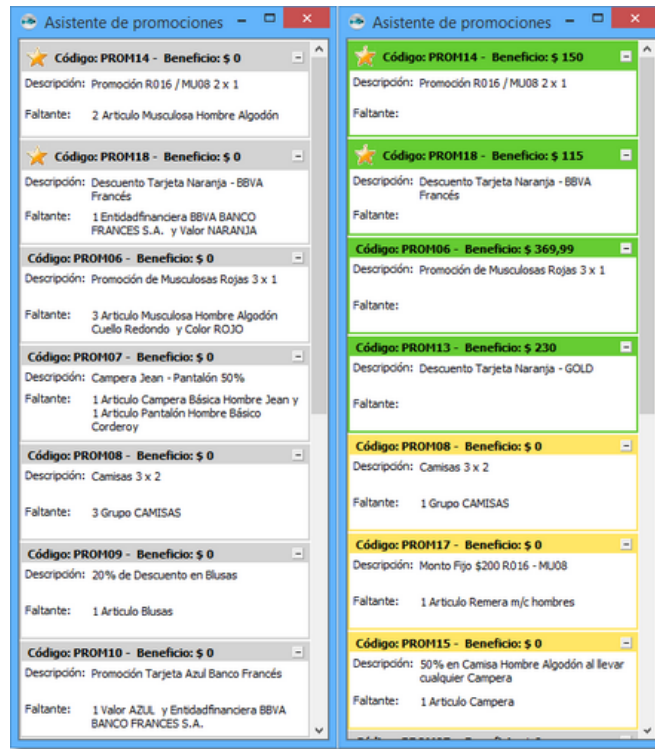 Asistente de promociones
Código: PROM14 - Beneficio: $ 0
Descripción: Promoción R016 / MU08 2 x 1
Faltante: 2 Articulo Musculosa Hombre Algodón
Código: PROM18 - Beneficio: $ 0
Descripción: Descuento Tarjeta Naranja - BBVA
Francés
Faltante: 1 Entidadfinanciera BBVA BANCO
FRANCES S.A. y Valor NARANJA
Código: PROM06 - Beneficio: $ 0
Descripción: Promoción de Musculosas Rojas 3 x 1
Faltante: 3 Articulo Musculosa Hombre Algodón
Cuello Redondo y Color ROJO
Código: PROM07 - Beneficio: $ 0
Descripción: Campera Jean - Pantalón 50%
Faltante: 1 Articulo Campera Básica Hombre Jean y
1 Articulo Pantalón Hombre Básico
Corderoy
Código: PROM08 - Beneficio: $ 0
Descripción: Camisas 3 x 2
Faltante: 3 Grupo CAMISAS
Código: PROM09 - Beneficio: $ 0
Descripción: 20% de Descuento en Blusas
Faltante: 1 Articulo Blusas
Código: PROM10 - Beneficio: $ 0
Descripción: Promoción Tarjeta Azul Banco Francés
Faltante: 1 Valor AZUL y Entidadfinanciera BBVA
BANCO FRANCES S.A.
Asistente de promociones
Código: PROM14 - Beneficio: $ 150
Descripción: Promoción R016 / MU08 2 x 1
Faltante:
Código: PROM18 - Beneficio: $ 115
Descripción: Descuento Tarjeta Naranja - BBVA
Francés
Faltante:
Código: PROM06 - Beneficio: $ 369,99
Descripción: Promoción de Musculosas Rojas 3 x 1
Faltante:
Código: PROM13 - Beneficio: $ 230
Descripción: Descuento Tarjeta Naranja - GOLD
Faltante:
Código: PROM08 - Beneficio: $ 0
Descripción: Camisas 3 x 2
Faltante: 1 Grupo CAMISAS
Código: PROM17 - Beneficio: $ 0
Descripción: Monto Fijo $200 R016 - MU08
Faltante: 1 Articulo Remera m/c hombres
Código: PROM15 - Beneficio: $ 0
Descripción: 50% en Camisa Hombre Algodón al llevar
cualquier Campera
Faltante: 1 Articulo Campera